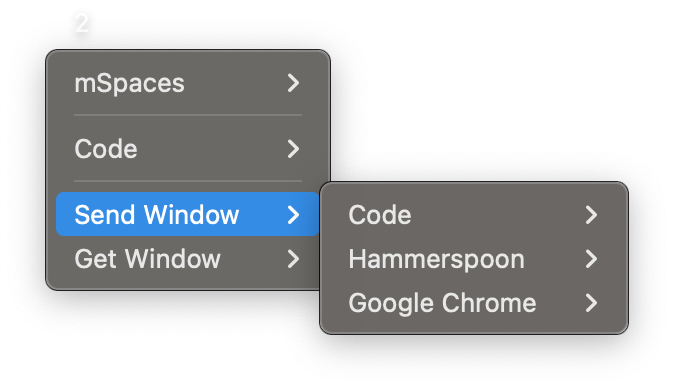 2
mSpaces
Code
Send Window
Get Window
Code
Hammerspoon
Google Chrome